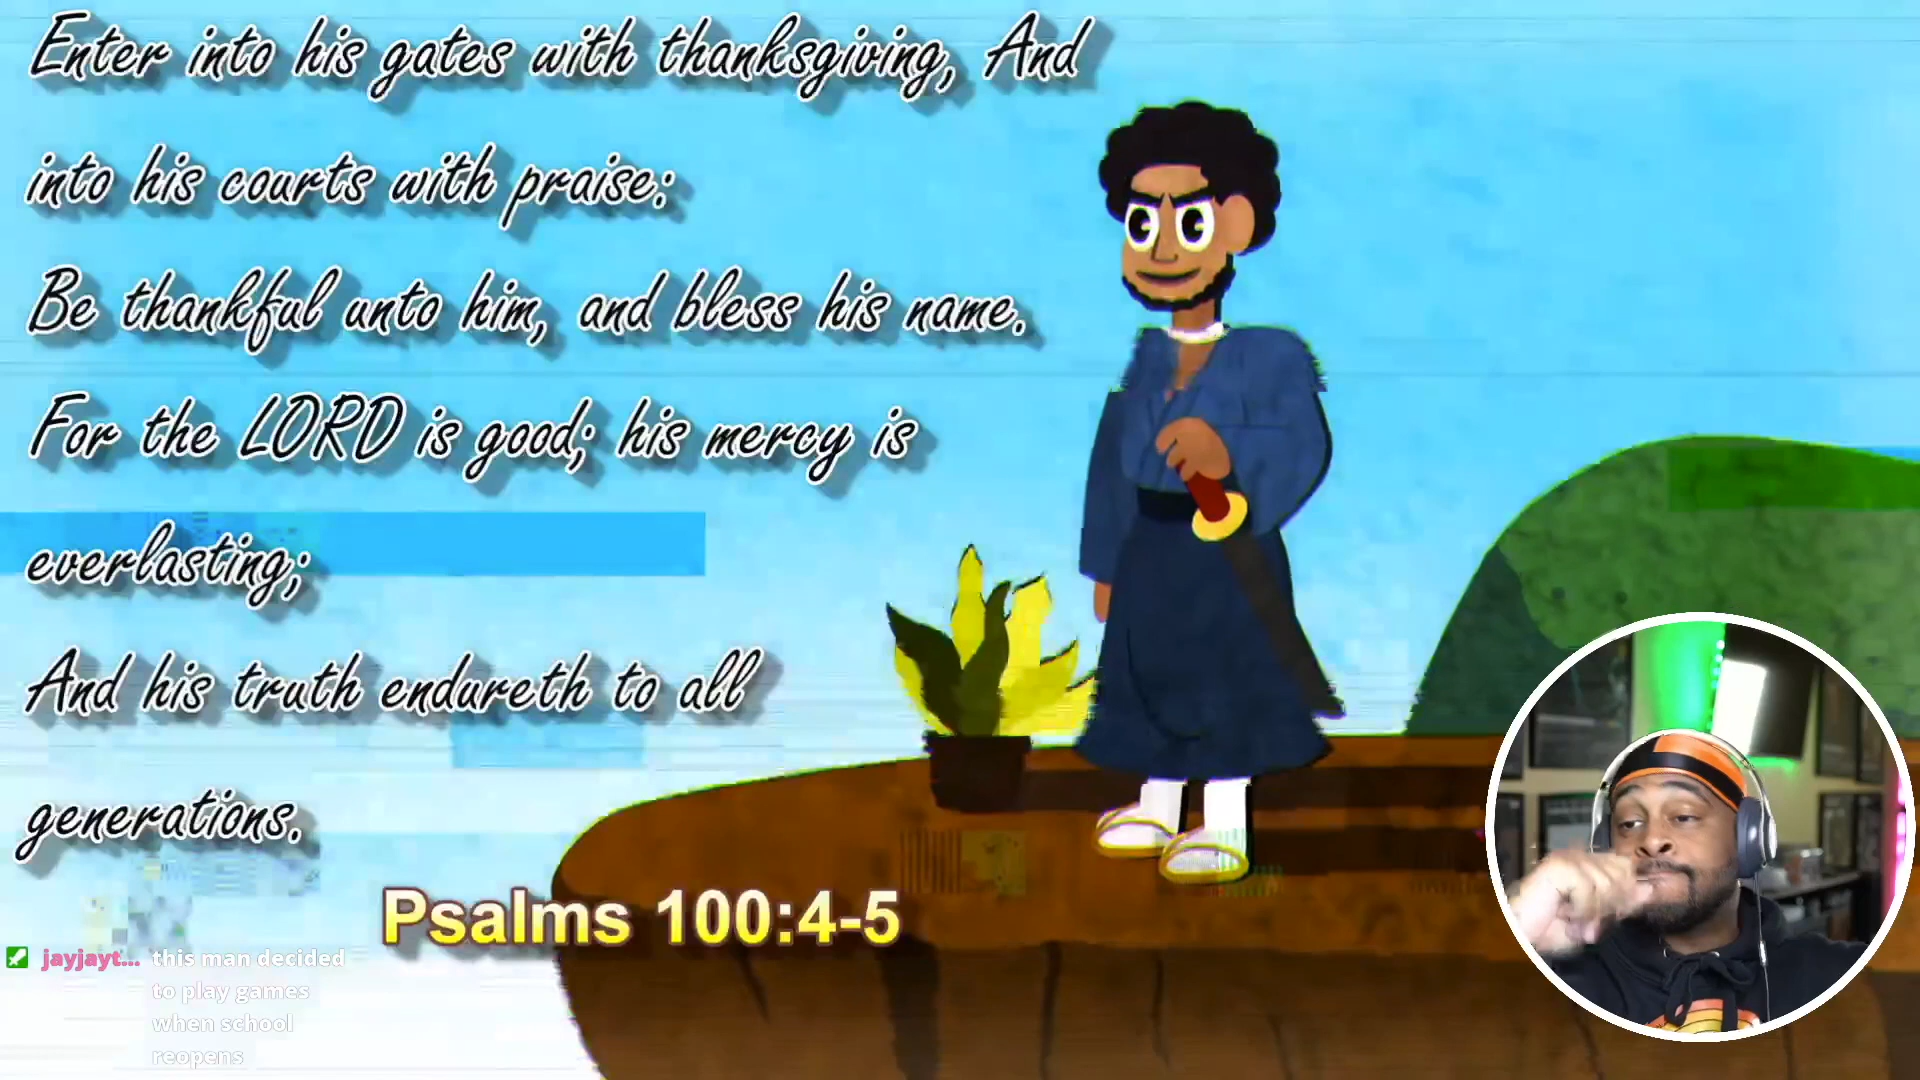 Enter into his gates with thanksgiving, And
into his courts with praise:
Be thankful unto him, and bless his name.
For the LORD is good; his mercy is
everlasting;
And his truth endureth to all
generations.
Psalms 100:4-5
jayjayt... this man decided
to play games
when school
reopens